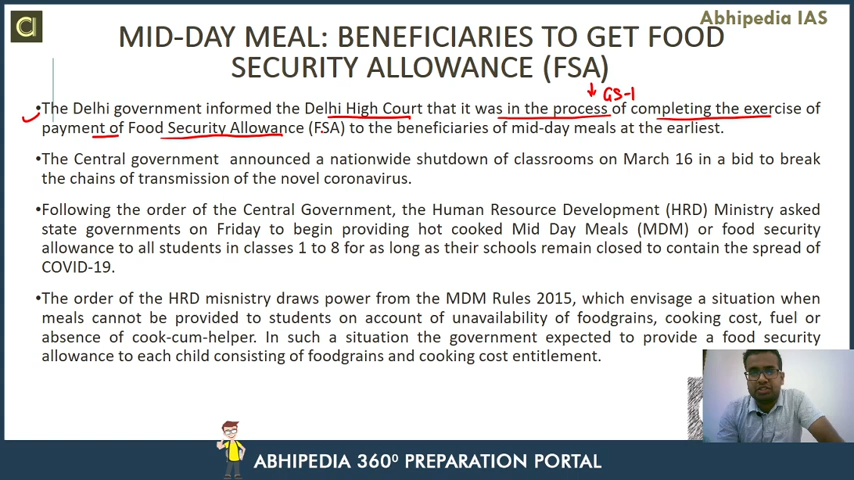 a
Abhipedia IAS
MID-DAY MEAL: BENEFICIARIES TO GET FOOD
SECURITY ALLOWANCE (FSA)
GS-1
•The Delhi government informed the Delhi High Court that it was in the process of completing the exercise of
payment of Food Security Allowance (FSA) to the beneficiaries of mid-day meals at the earliest.
•The Central government announced a nationwide shutdown of classrooms on March 16 in a bid to break
the chains of transmission of the novel coronavirus.
•Following the order of the Central Government, the Human Resource Development (HRD) Ministry asked
state governments on Friday to begin providing hot cooked Mid Day Meals (MDM) or food security
allowance to all students in classes 1 to 8 for as long as their schools remain closed to contain the spread of
COVID-19.
•The order of the HRD misnistry draws power from the MDM Rules 2015, which envisage a situation when
meals cannot be provided to students on account of unavailability of foodgrains, cooking cost, fuel or
absence of cook-cum-helper. In such a situation the government expected to provide a food security
allowance to each child consisting of foodgrains and cooking cost entitlement.
ABHIPEDIA 360⁰ PREPARATION PORTAL